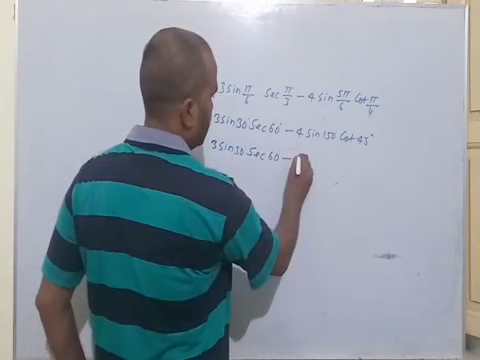 3 sin π/6 · sec π/3 − 4 sin 5π/6 Cot π/4
3 sin 30° Sec 60° − 4 sin 150 Cot 45°
3 sin 30 Sec 60 −